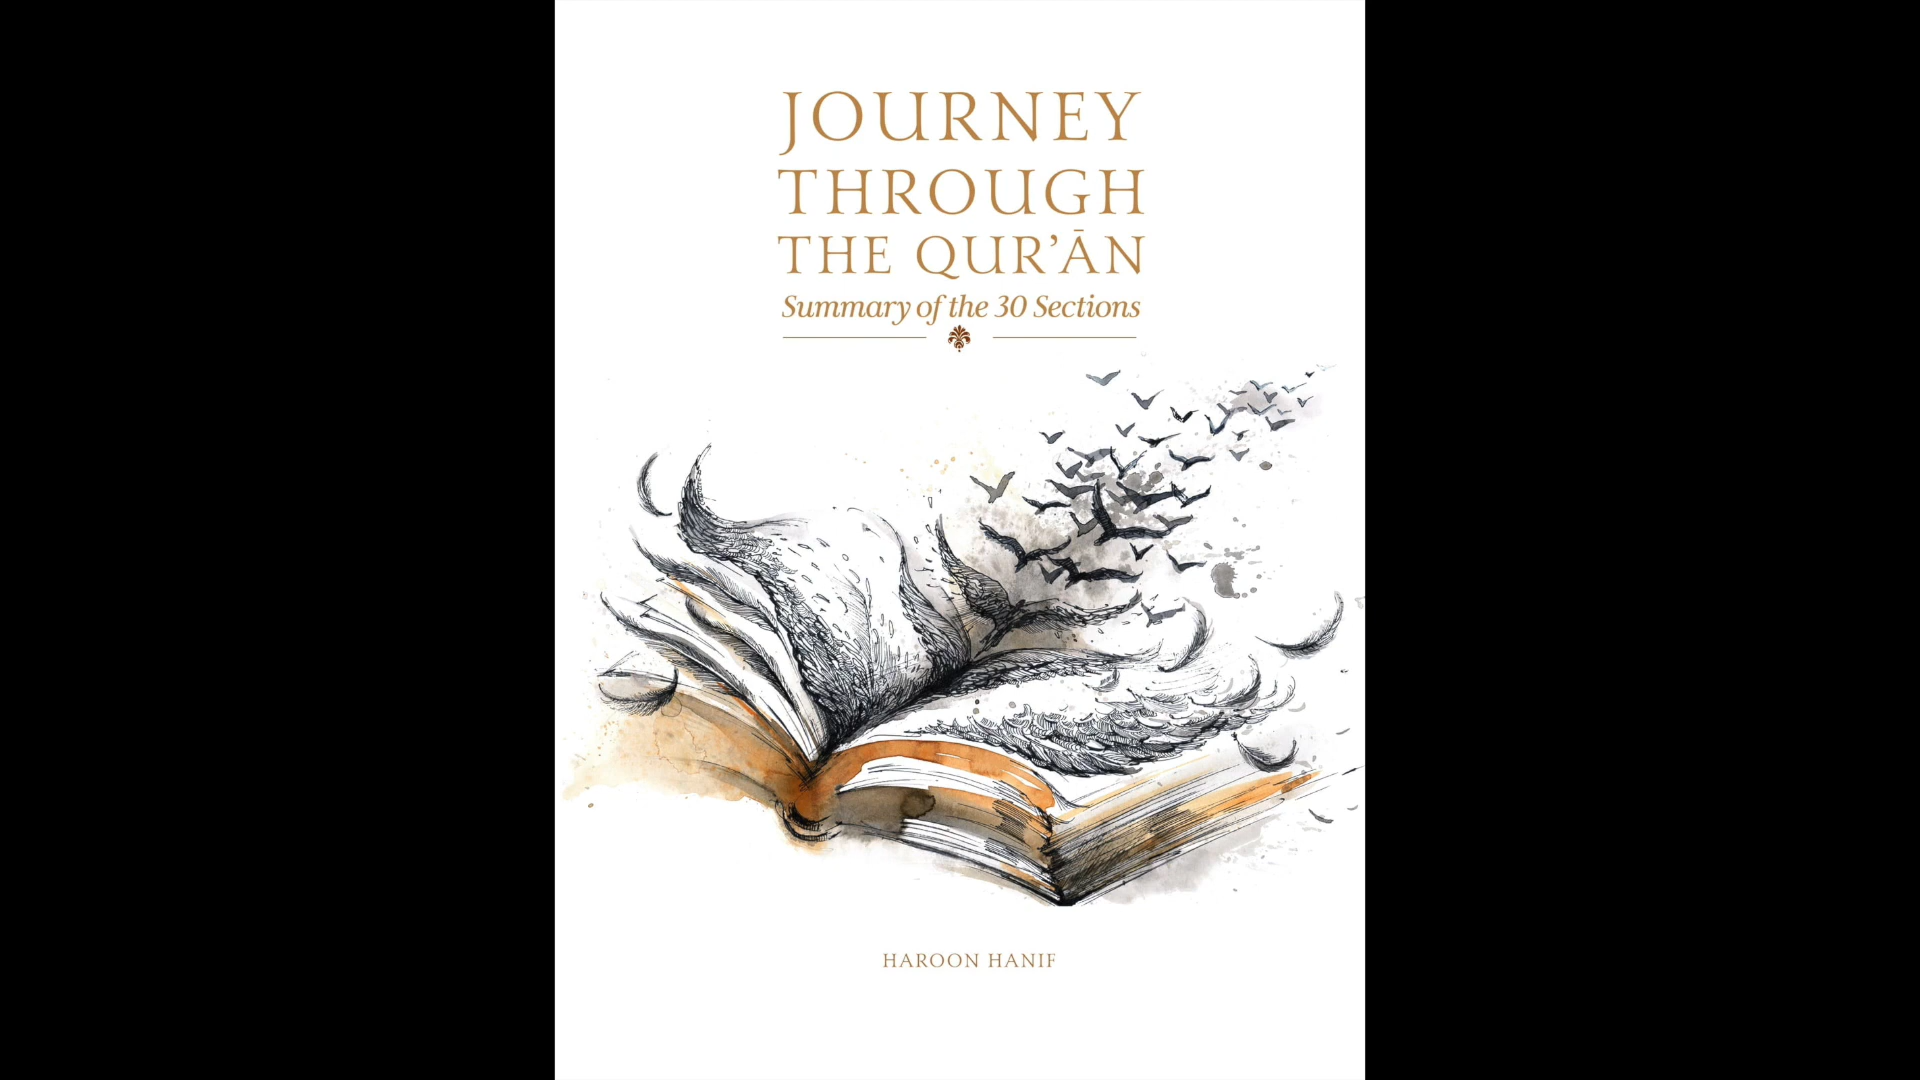 JOURNEY
THROUGH
THE QUR’ĀN
Summary of the 30 Sections
HAROON HANIF